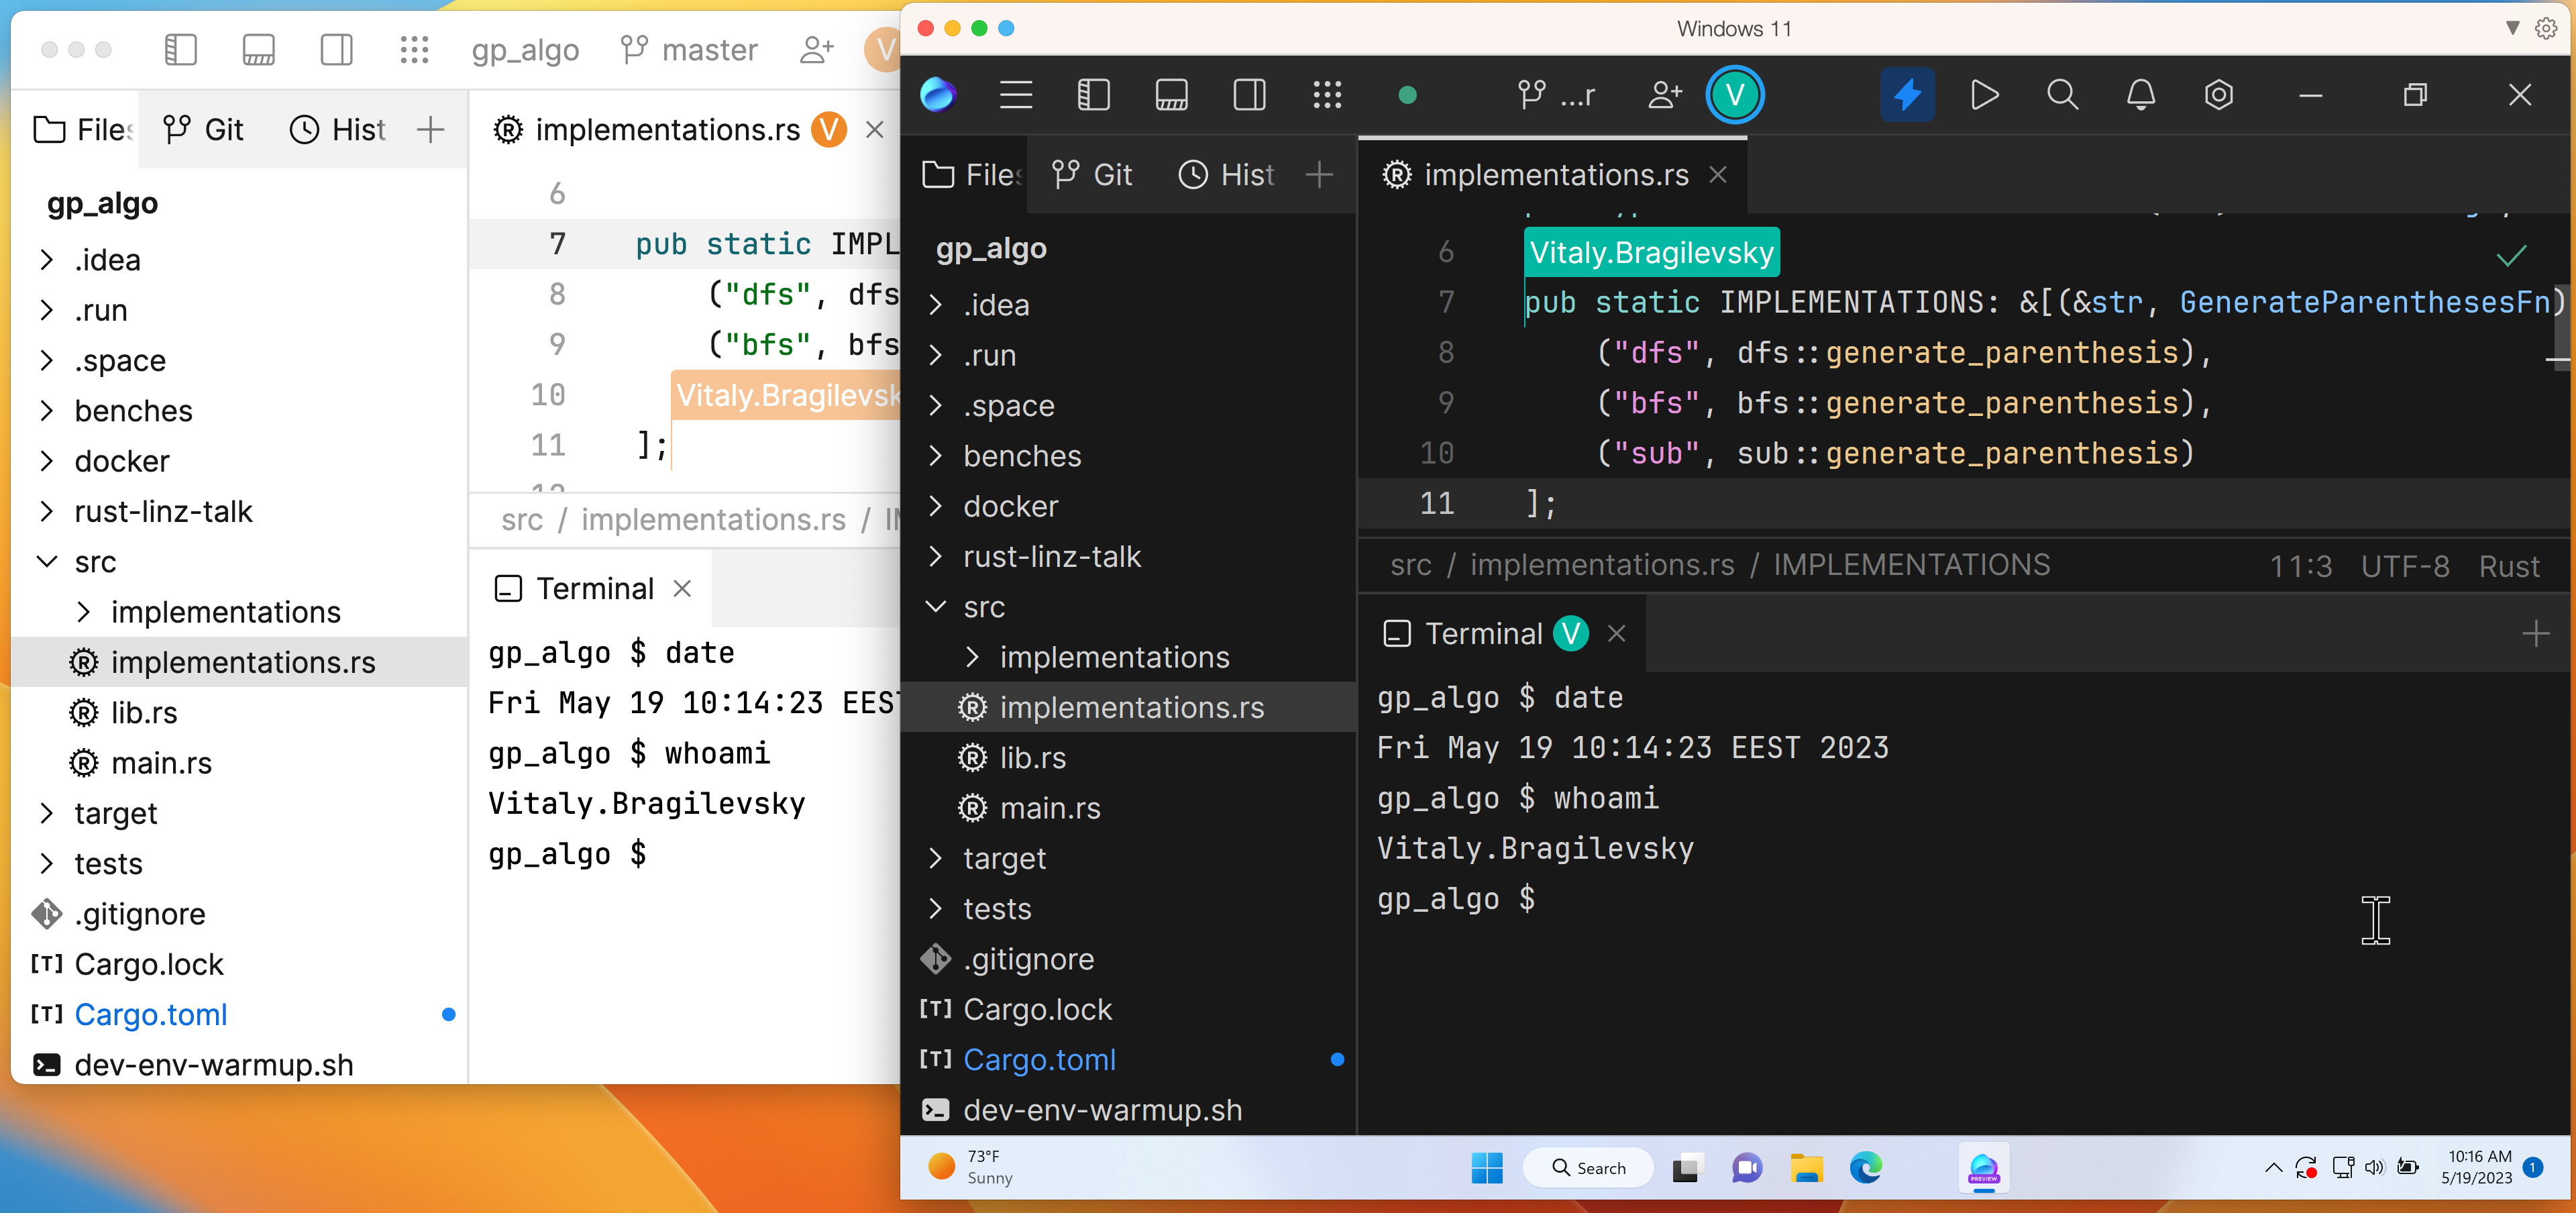 gp_algo
master
V
Files
Git
Hist
implementations.rs V
gp_algo
.idea
.run
.space
benches
docker
rust-linz-talk
src
implementations
implementations.rs
lib.rs
main.rs
target
tests
.gitignore
[T] Cargo.lock
[T] Cargo.toml
dev-env-warmup.sh
6
7 pub static IMPL
8 ("dfs", dfs
9 ("bfs", bfs
10 Vitaly.Bragilevsk
11 ];
src / implementations.rs /
Terminal
gp_algo $ date
Fri May 19 10:14:23 EEST
gp_algo $ whoami
Vitaly.Bragilevsky
gp_algo $
Windows 11
...r
V
Files
Git
Hist
implementations.rs
gp_algo
.idea
.run
.space
benches
docker
rust-linz-talk
src
implementations
implementations.rs
lib.rs
main.rs
target
tests
.gitignore
[T] Cargo.lock
[T] Cargo.toml
dev-env-warmup.sh
6 Vitaly.Bragilevsky
7 pub static IMPLEMENTATIONS: &[(&str, GenerateParenthesesFn)
8 ("dfs", dfs::generate_parenthesis),
9 ("bfs", bfs::generate_parenthesis),
10 ("sub", sub::generate_parenthesis)
11 ];
src / implementations.rs / IMPLEMENTATIONS
11:3 UTF-8 Rust
Terminal V
gp_algo $ date
Fri May 19 10:14:23 EEST 2023
gp_algo $ whoami
Vitaly.Bragilevsky
gp_algo $
73°F
Sunny
Search
PREVIEW
10:16 AM
5/19/2023
1